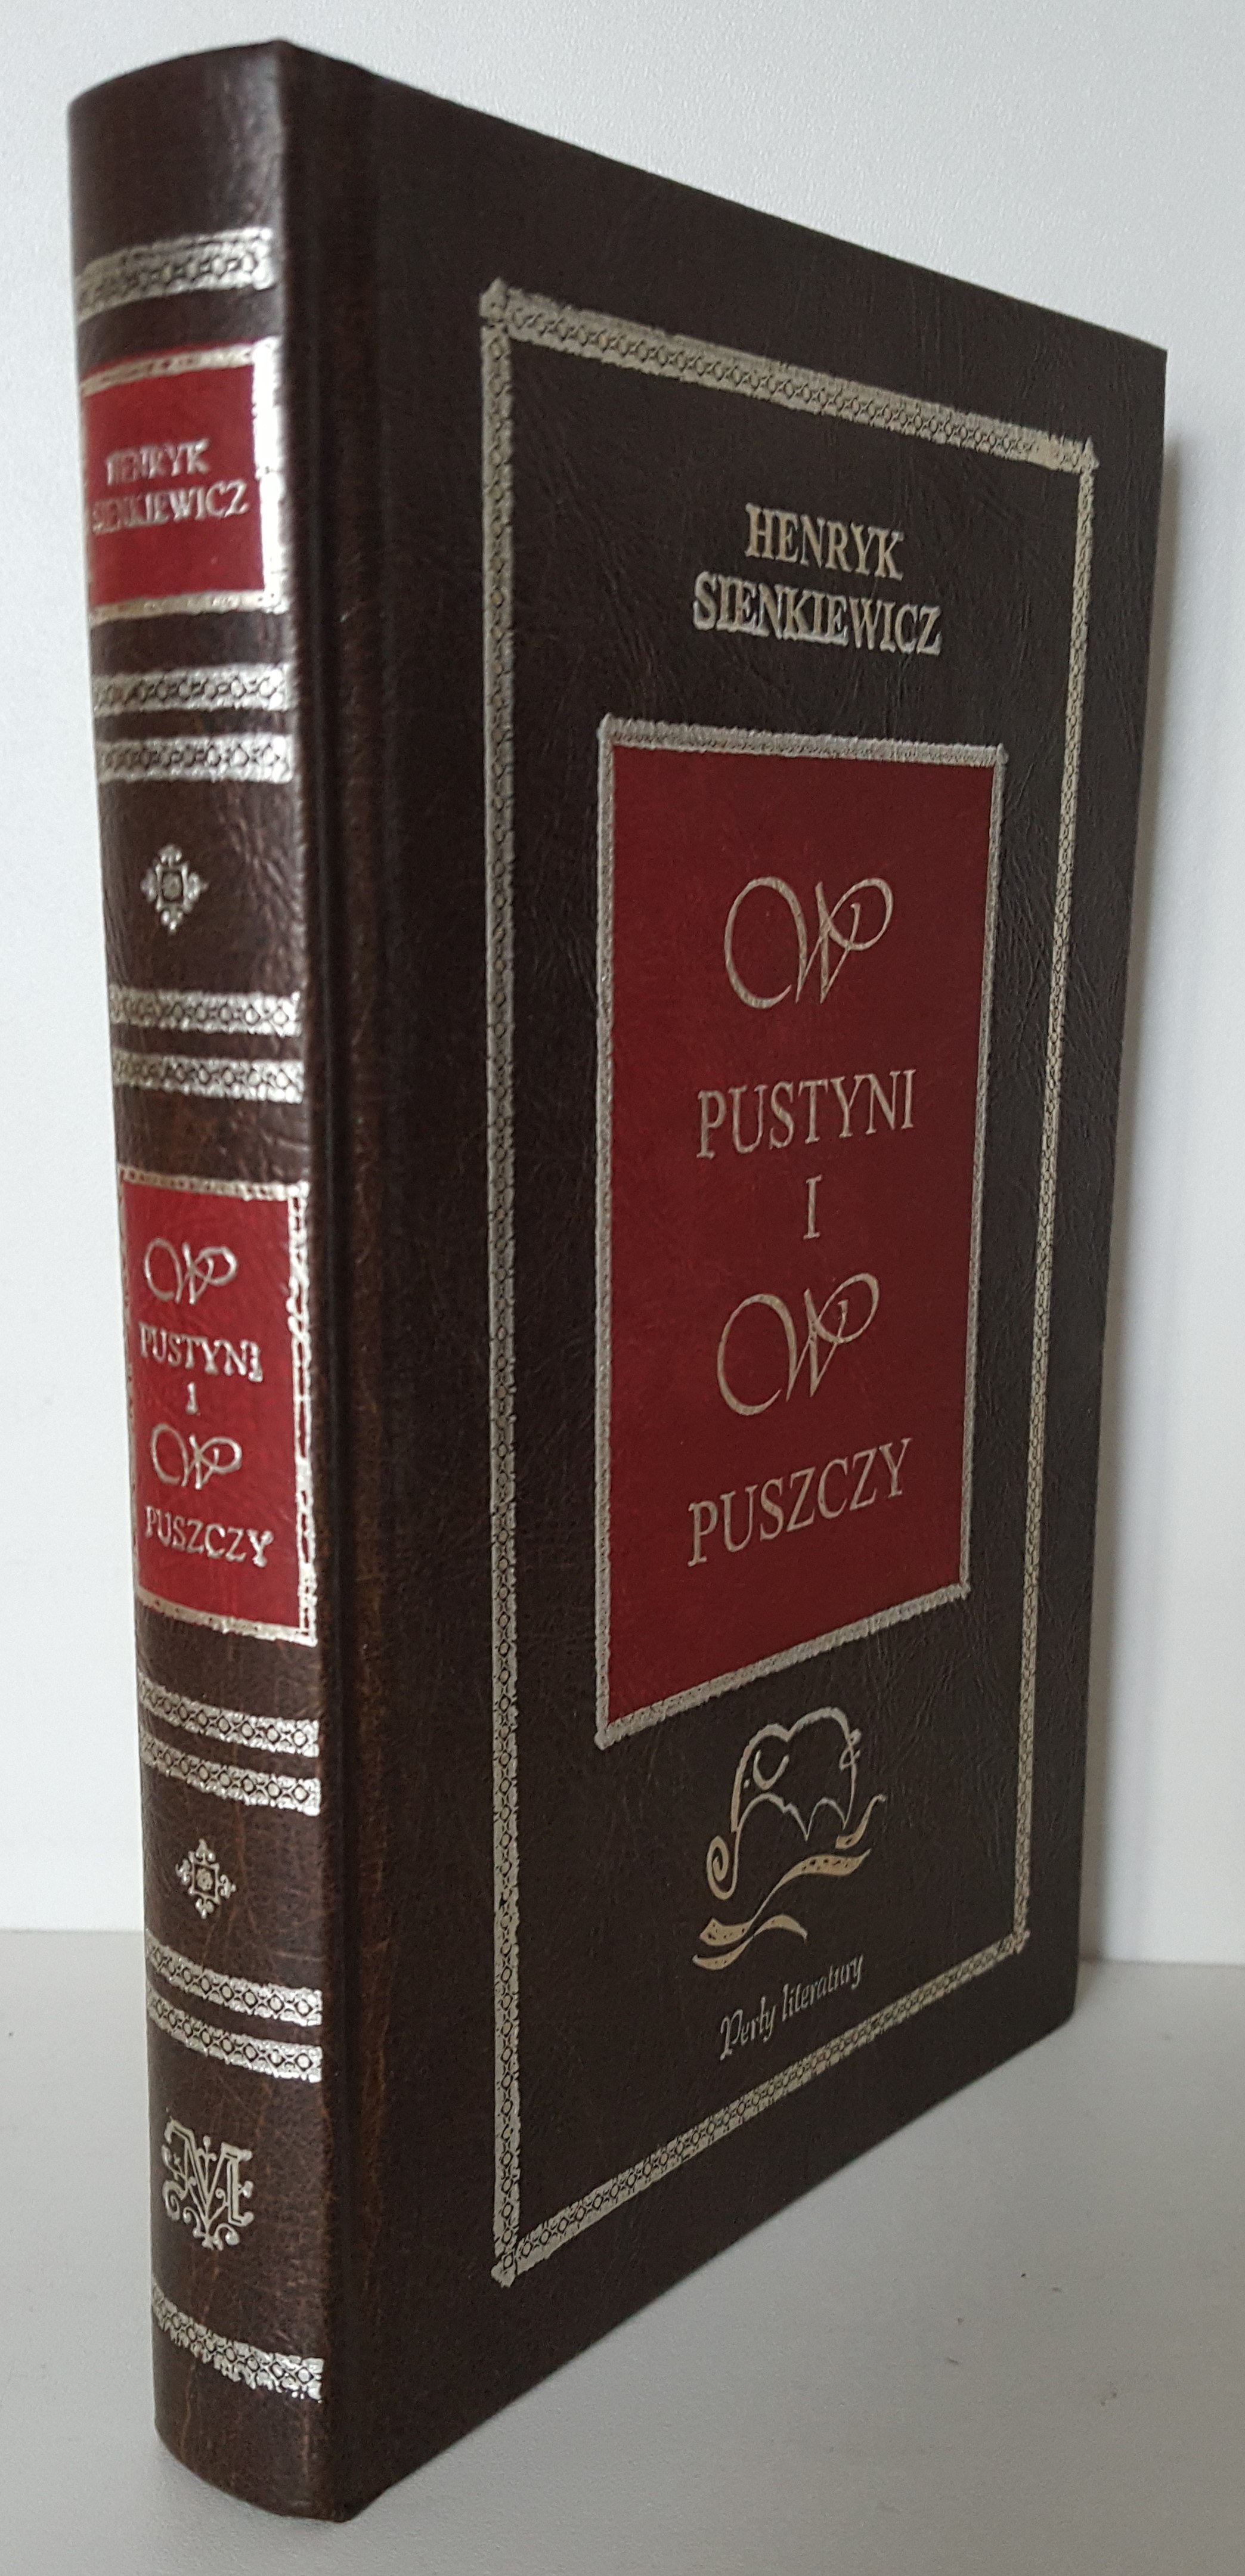 HENRYK
SIENKIEWICZ
W
PUSTYNI
I
W
PUSZCZY
HENRYK
SIENKIEWICZ
W
PUSTYNI
I
W
PUSZCZY
Perły literatury